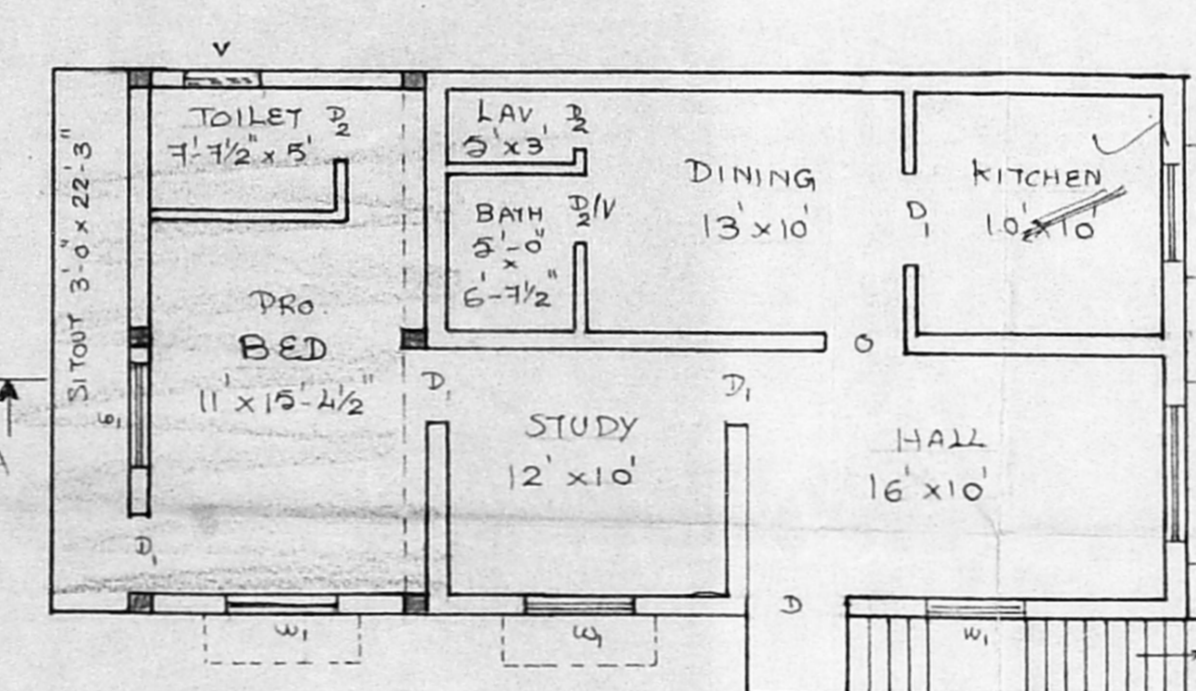 V
TOILET D2
7'-7½" x 5'
LAV D2
5' x 3'
DINING
13' x 10'
KITCHEN
10' x 10'
D1
BATH D2/V
5'-0"
x
6'-7½"
SITOUT 3'-0" x 22'-3"
PRO.
BED
11' x 15'-4½"
O
D1
D1
STUDY
12' x 10'
HALL
16' x 10'
D1
D
W1
W1
W1